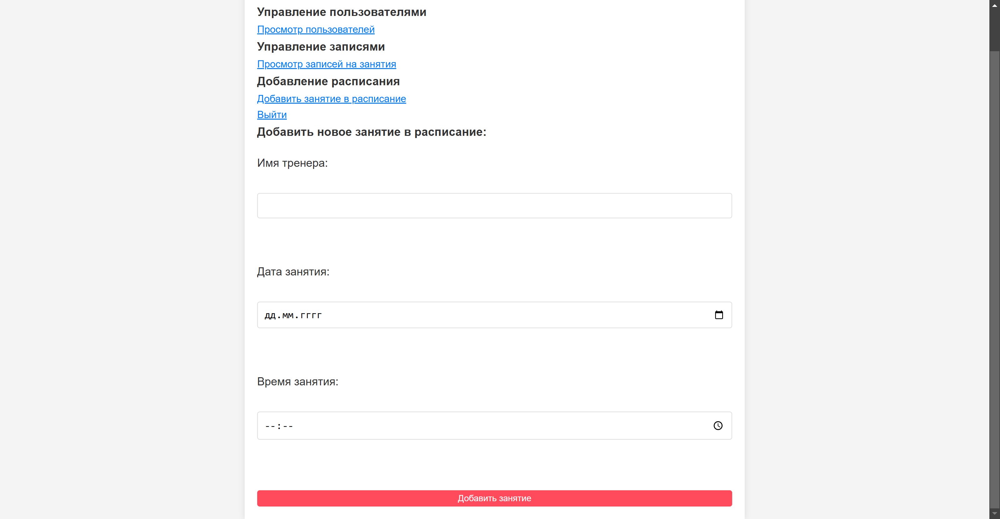 Управление пользователями
Просмотр пользователей
Управление записями
Просмотр записей на занятия
Добавление расписания
Добавить занятие в расписание
Выйти
Добавить новое занятие в расписание:
Имя тренера:
Дата занятия:
дд.мм.гггг
Время занятия:
--:--
Добавить занятие